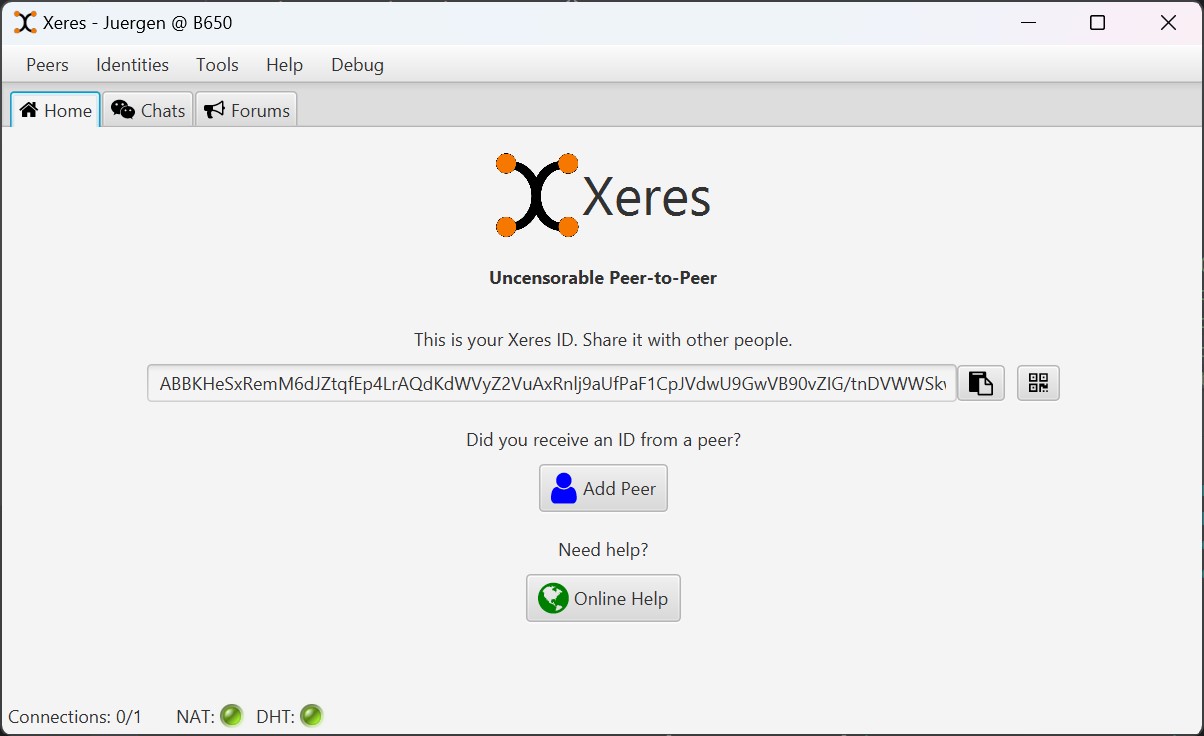 Xeres - Juergen @ B650
Peers Identities Tools Help Debug
Home Chats Forums
Xeres
Uncensorable Peer-to-Peer
This is your Xeres ID. Share it with other people.
ABBKHeSxRemM6dJZtqfEp4LrAQdKdWVyZ2VuAxRnlj9aUfPaF1CpJVdwU9GwVB90vZIG/tnDVWWSkv
Did you receive an ID from a peer?
Add Peer
Need help?
Online Help
Connections: 0/1 NAT: DHT: